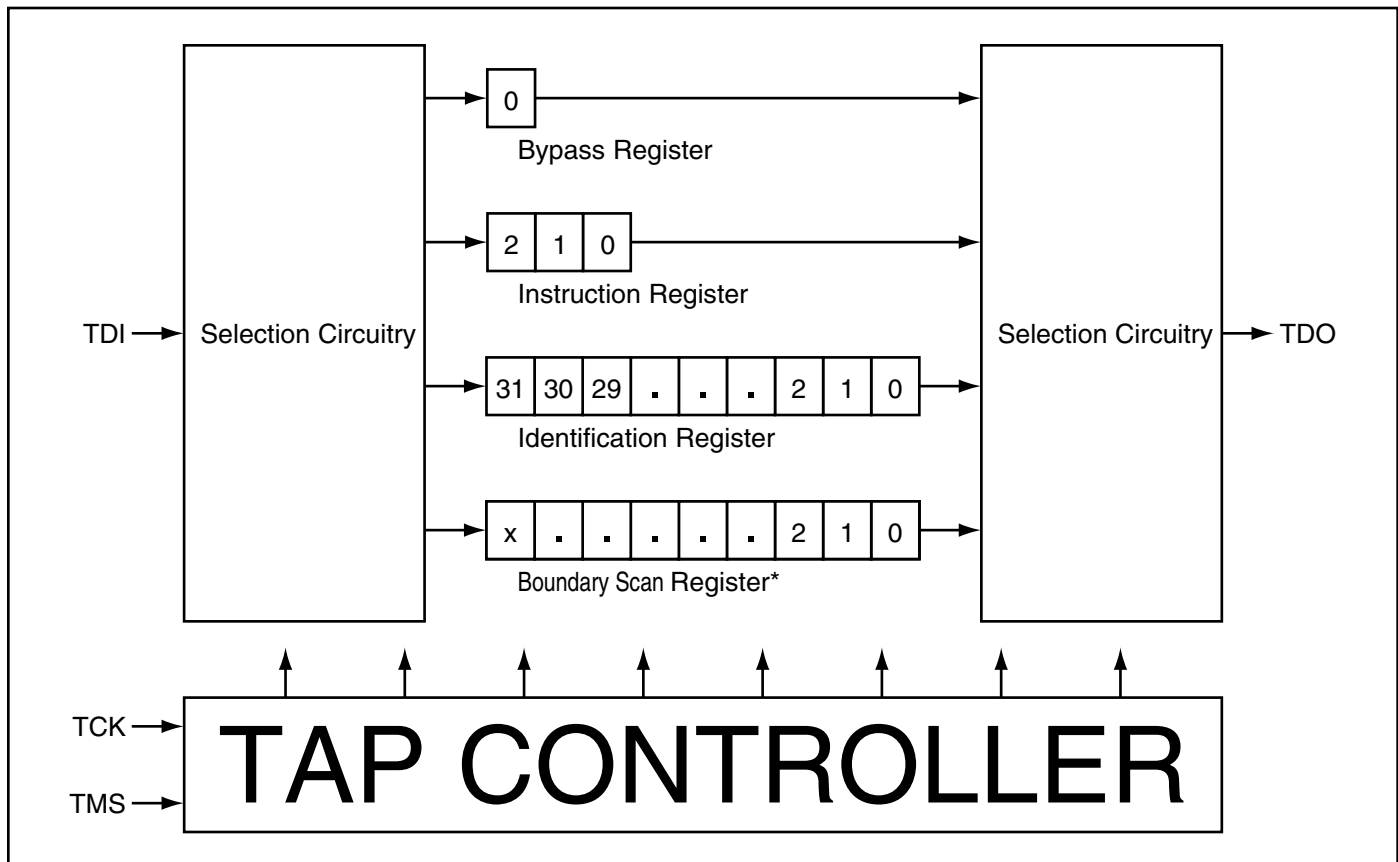 0
Bypass Register
2 1 0
Instruction Register
TDI
Selection Circuitry
Selection Circuitry
TDO
31 30 29 . . . 2 1 0
Identification Register
x . . . . . 2 1 0
Boundary Scan Register*
TCK
TMS
TAP CONTROLLER